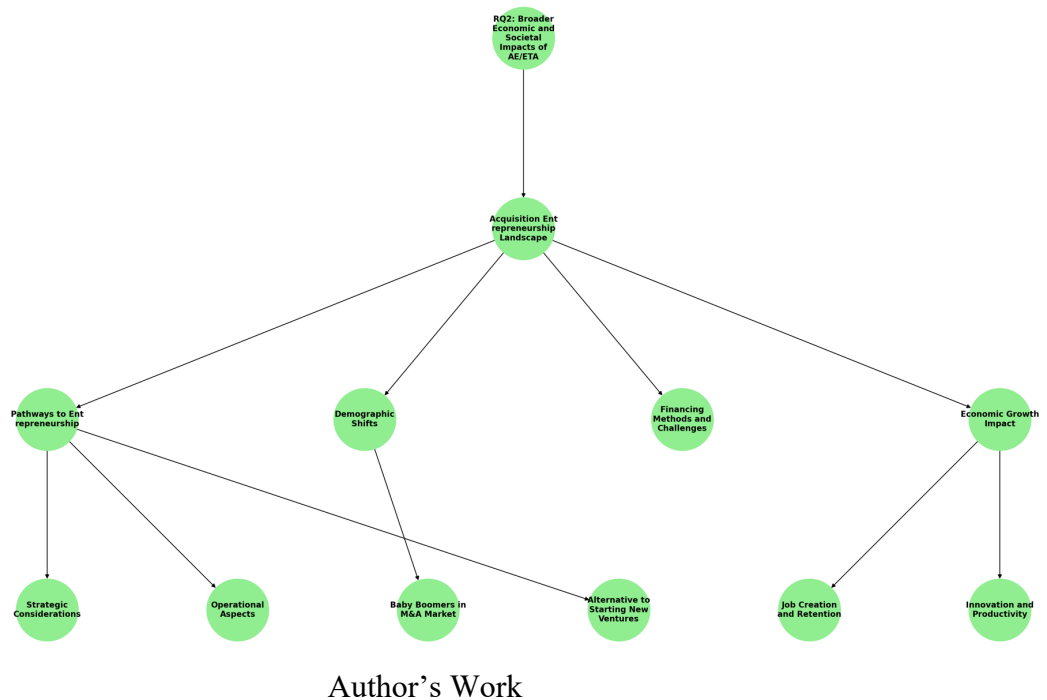 RQ2: Broader
Economic and
Societal
Impacts of
AE/ETA
Acquisition Ent
repreneurship
Landscape
Pathways to Ent
repreneurship
Demographic
Shifts
Financing
Methods and
Challenges
Economic Growth
Impact
Strategic
Considerations
Operational
Aspects
Baby Boomers in
M&A Market
Alternative to
Starting New
Ventures
Job Creation
and Retention
Innovation and
Productivity
Author’s Work